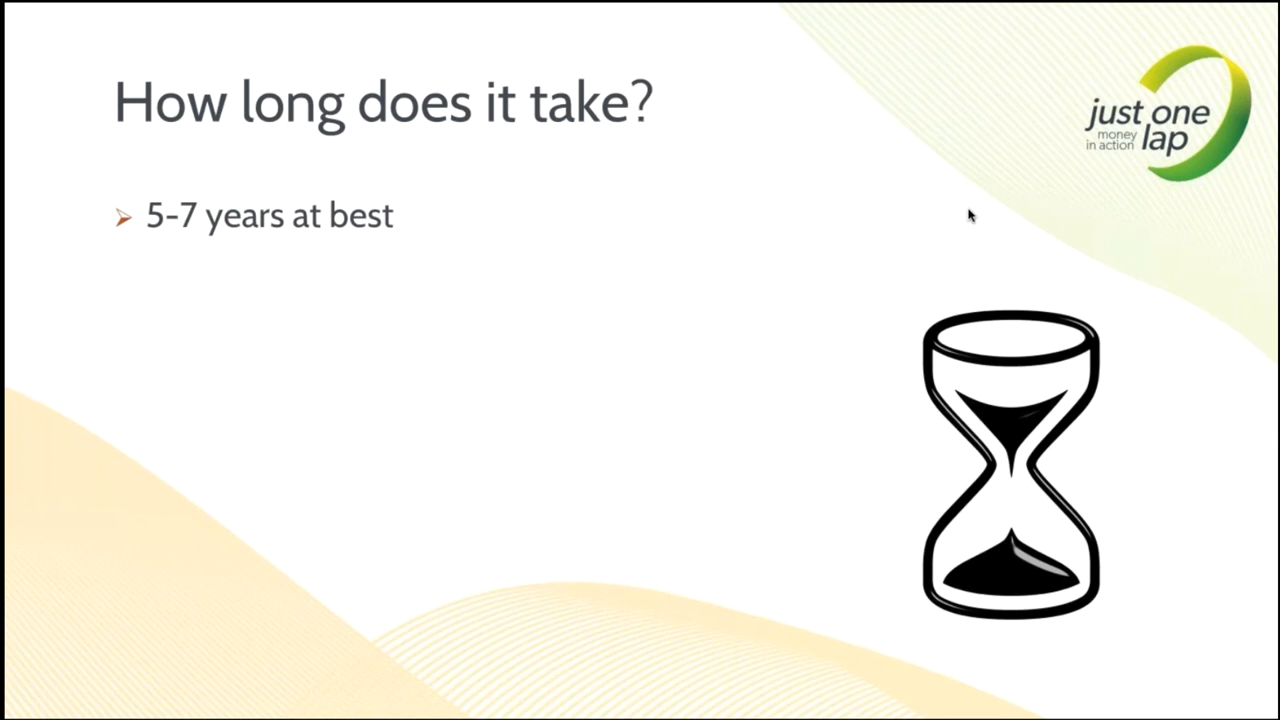 How long does it take?
5-7 years at best
just one
money
in action lap